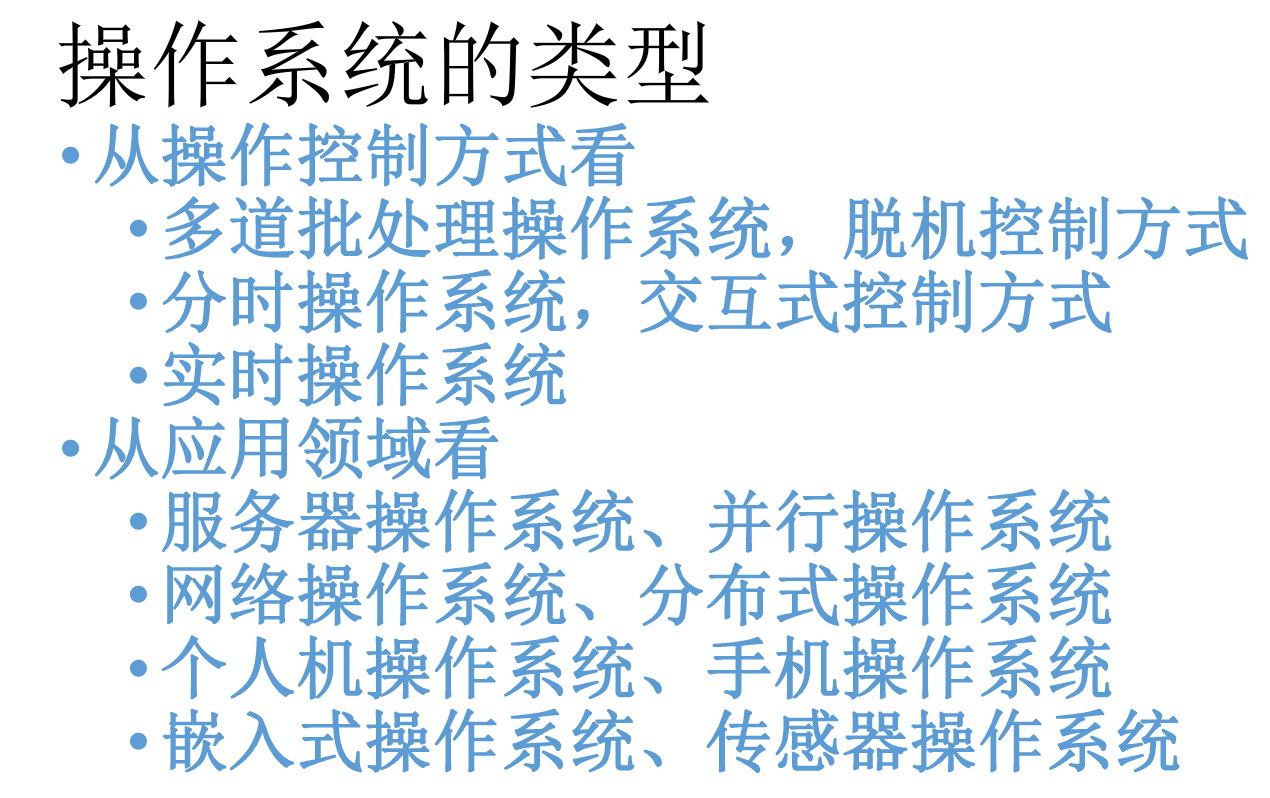 操作系统的类型
•从操作控制方式看
•多道批处理操作系统，脱机控制方式
•分时操作系统，交互式控制方式
•实时操作系统
•从应用领域看
•服务器操作系统、并行操作系统
•网络操作系统、分布式操作系统
•个人机操作系统、手机操作系统
•嵌入式操作系统、传感器操作系统